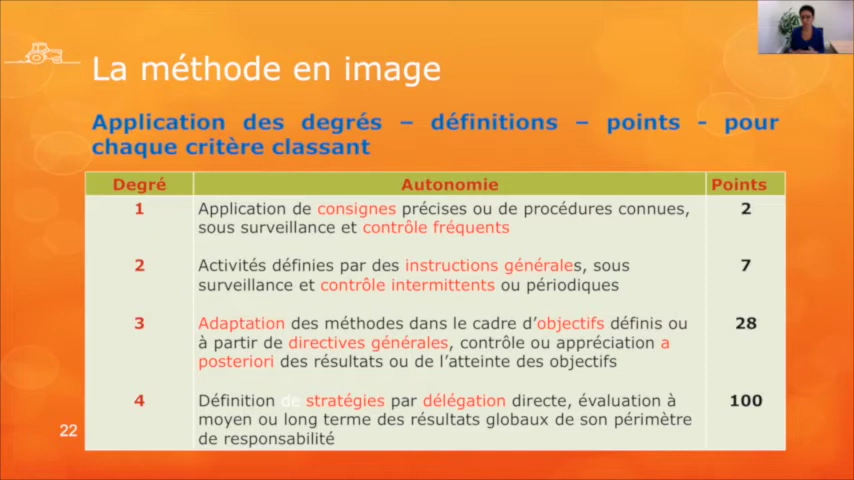 La méthode en image
Application des degrés – définitions – points - pour
chaque critère classant
Degré Autonomie Points
1 Application de consignes précises ou de procédures connues, 2
sous surveillance et contrôle fréquents
2 Activités définies par des instructions générales, sous 7
surveillance et contrôle intermittents ou périodiques
3 Adaptation des méthodes dans le cadre d’objectifs définis ou 28
à partir de directives générales, contrôle ou appréciation a
posteriori des résultats ou de l’atteinte des objectifs
4 Définition de stratégies par délégation directe, évaluation à 100
moyen ou long terme des résultats globaux de son périmètre
de responsabilité
22